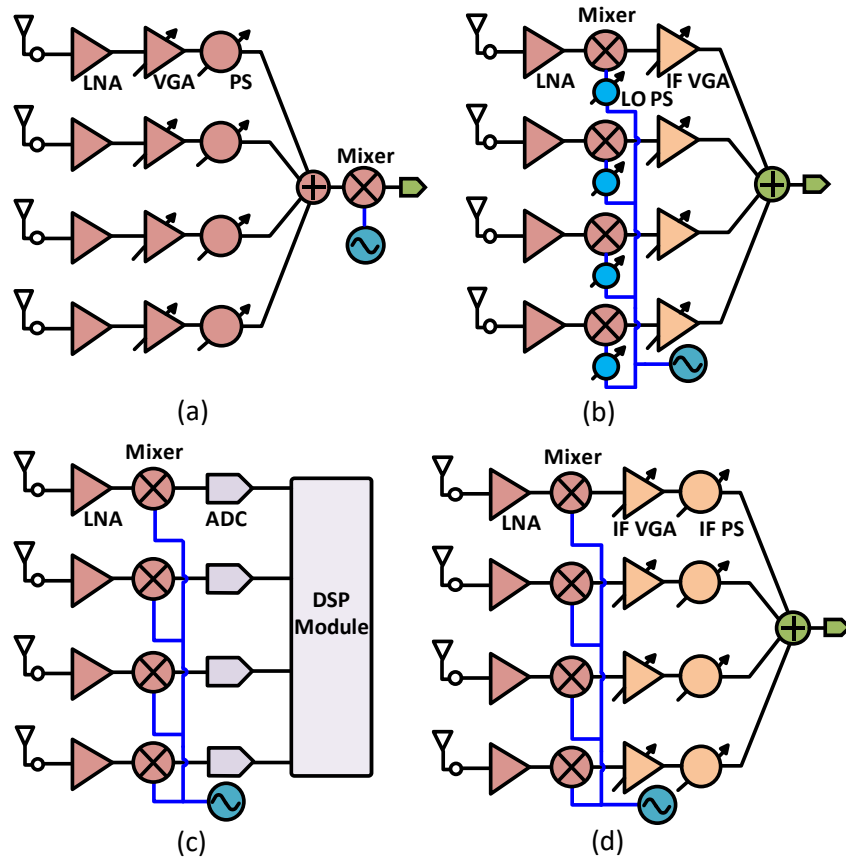 Mixer
LNA VGA PS
Mixer
(a)
LNA
LO PS
IF VGA
(b)
Mixer
LNA
ADC
DSP
Module
(c)
Mixer
LNA
IF VGA
IF PS
(d)